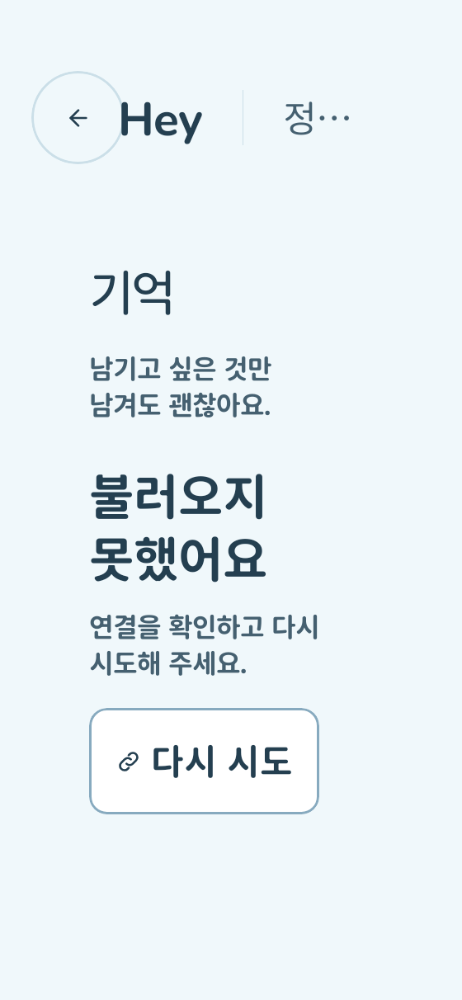 Hey
정…
기억
남기고 싶은 것만
남겨도 괜찮아요.
불러오지
못했어요
연결을 확인하고 다시
시도해 주세요.
다시 시도